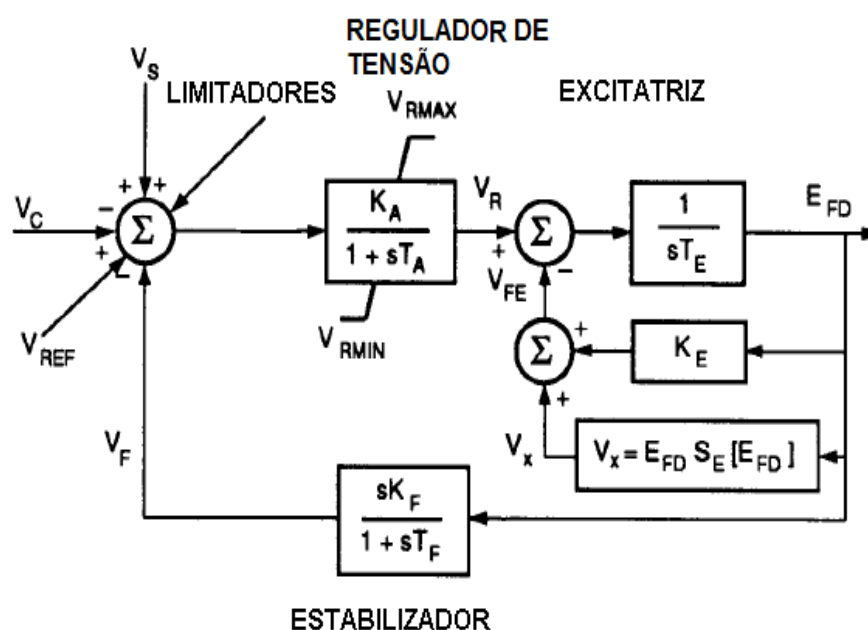 REGULADOR DE
TENSÃO
V_S
LIMITADORES
EXCITATRIZ
V_RMAX
V_C
+ +
-
+
-
Σ
K_A
1 + sT_A
V_R
+
Σ
-
V_FE
1
sT_E
E_FD
V_REF
V_RMIN
Σ
+
K_E
+
V_F
V_x
V_x = E_FD S_E [E_FD]
sK_F
1 + sT_F
ESTABILIZADOR